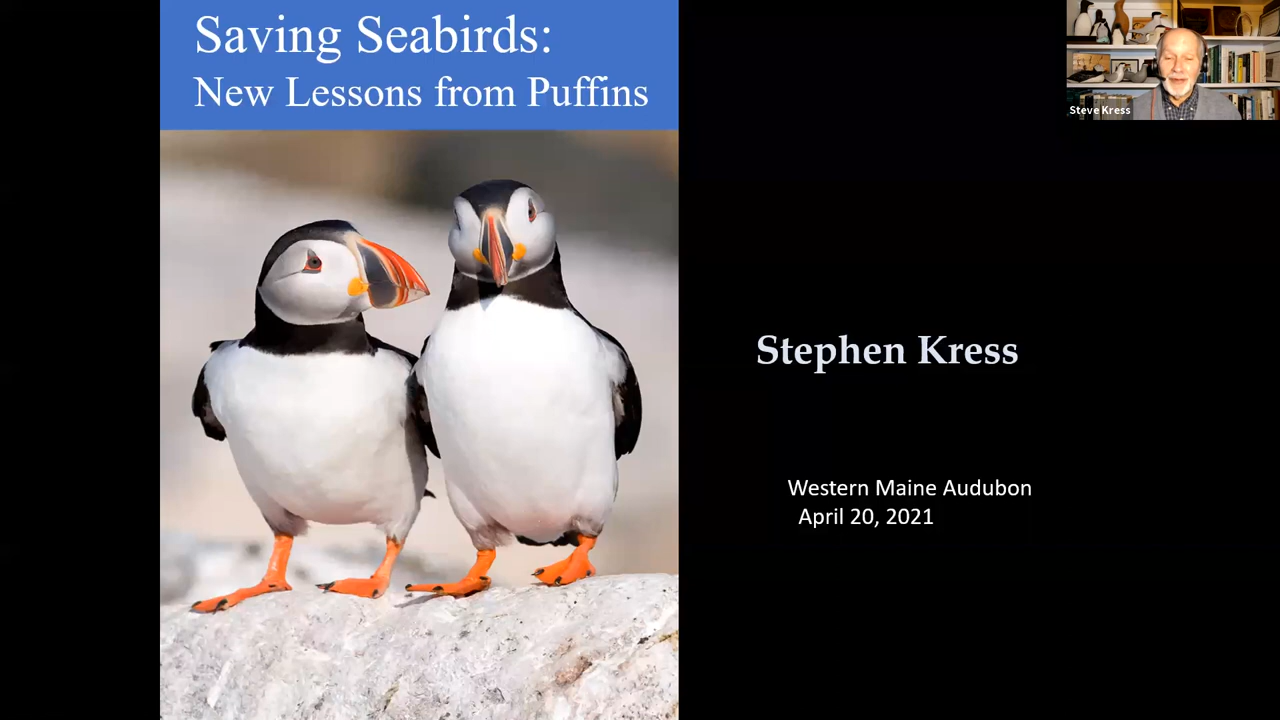 Saving Seabirds:
New Lessons from Puffins
Steve Kress
Stephen Kress
Western Maine Audubon
April 20, 2021